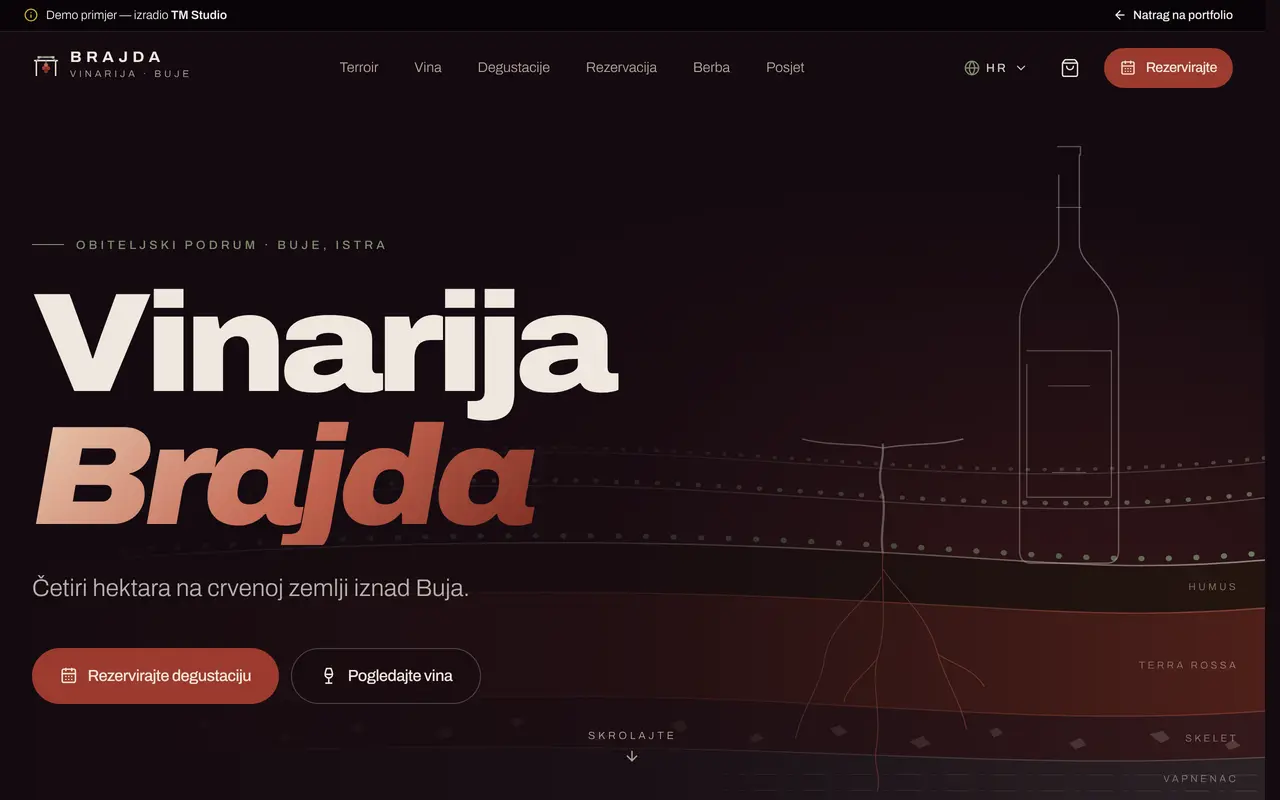 Demo primjer — izradio TM Studio
Natrag na portfolio
BRAJDA
VINARIJA · BUJE
Terroir
Vina
Degustacije
Rezervacija
Berba
Posjet
HR
Rezervirajte
OBITELJSKI PODRUM · BUJE, ISTRA
Vinarija
Brajda
Četiri hektara na crvenoj zemlji iznad Buja.
HUMUS
TERRA ROSSA
Rezervirajte degustaciju
Pogledajte vina
SKROLAJTE
SKELET
VAPNENAC